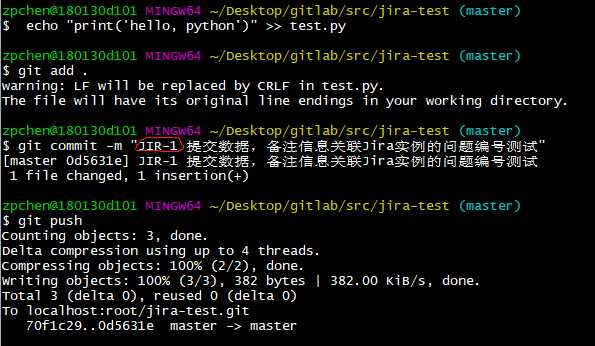 zpchen@180130d101 MINGW64 ~/Desktop/gitlab/src/jira-test (master)
$  echo "print('hello, python')" >> test.py
zpchen@180130d101 MINGW64 ~/Desktop/gitlab/src/jira-test (master)
$ git add .
warning: LF will be replaced by CRLF in test.py.
The file will have its original line endings in your working directory.
zpchen@180130d101 MINGW64 ~/Desktop/gitlab/src/jira-test (master)
$ git commit -m "JIR-1 提交数据，备注信息关联Jira实例的问题编号测试"
[master 0d5631e] JIR-1 提交数据，备注信息关联Jira实例的问题编号测试
 1 file changed, 1 insertion(+)
zpchen@180130d101 MINGW64 ~/Desktop/gitlab/src/jira-test (master)
$ git push
Counting objects: 3, done.
Delta compression using up to 4 threads.
Compressing objects: 100% (2/2), done.
Writing objects: 100% (3/3), 382 bytes | 382.00 KiB/s, done.
Total 3 (delta 0), reused 0 (delta 0)
To localhost:root/jira-test.git
   70f1c29..0d5631e  master -> master